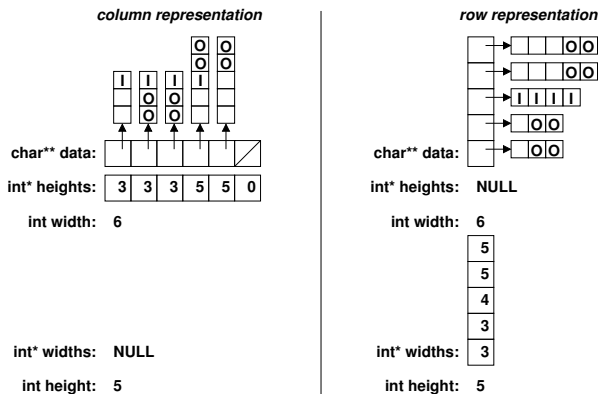 column representation
O O
O O
I I I I
O O
O O
char** data:
int* heights: 3 3 3 5 5 0
int width: 6
int* widths: NULL
int height: 5
row representation
O O
O O
I I I I
O O
O O
char** data:
int* heights: NULL
int width: 6
5
5
4
3
int* widths: 3
int height: 5